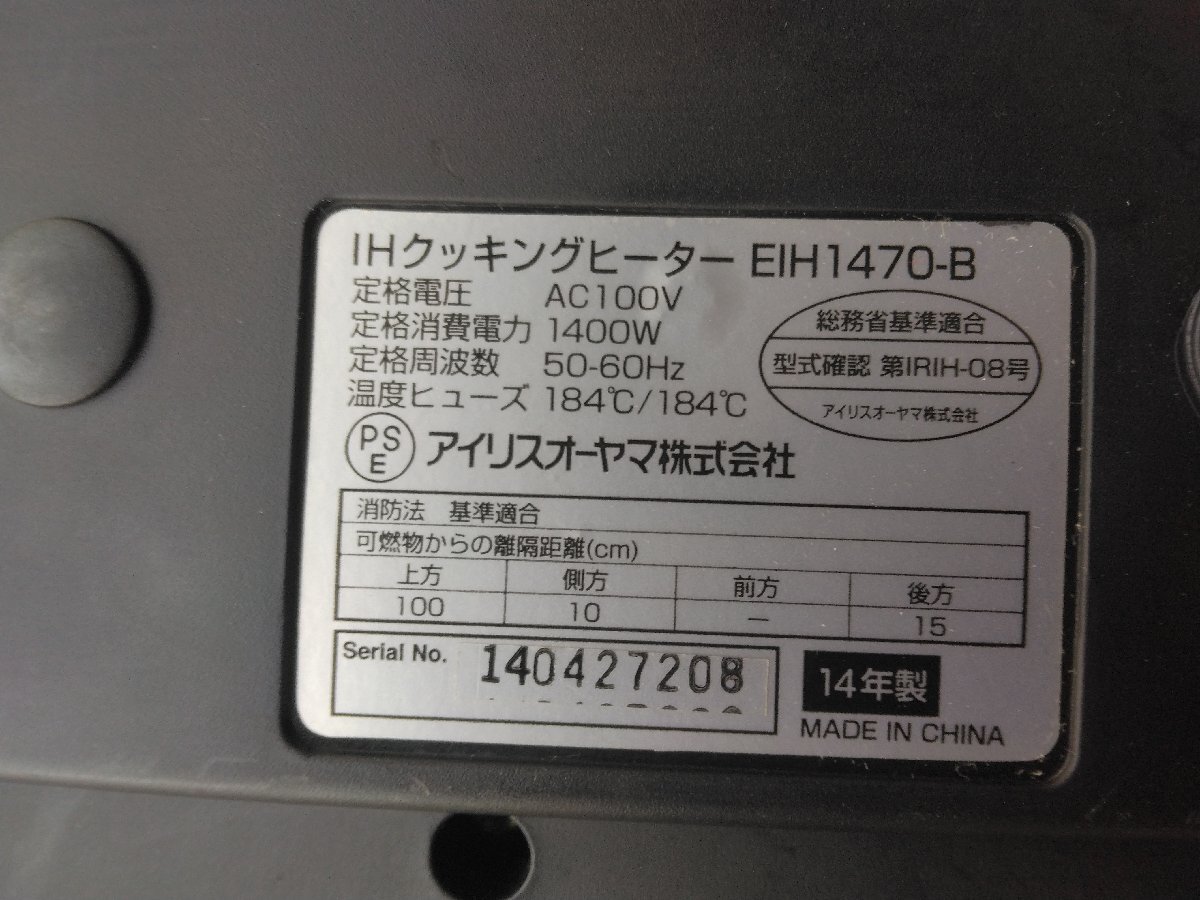 IHクッキングヒーター EIH1470-B
定格電圧 AC100V
定格消費電力 1400W
定格周波数 50-60Hz
温度ヒューズ 184℃/184℃
総務省基準適合
型式確認 第IRIH-08号
アイリスオーヤマ株式会社
PS
E
アイリスオーヤマ株式会社
消防法 基準適合
可燃物からの離隔距離(cm)
上方 側方 前方 後方
100 10 — 15
Serial No. 140427208
14年製
MADE IN CHINA